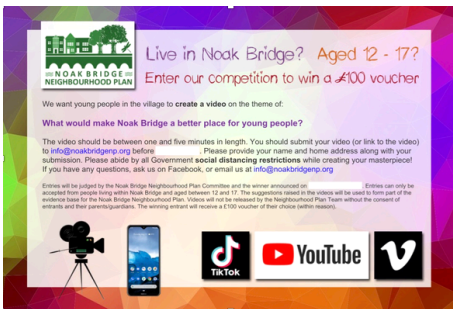 Live in Noak Bridge? Aged 12 - 17?
NOAK BRIDGE
NEIGHBOURHOOD PLAN
Enter our competition to win a £100 voucher
We want young people in the village to create a video on the theme of:
What would make Noak Bridge a better place for young people?
The video should be between one and five minutes in length. You should submit your video (or link to the video)
to info@noakbridgenp.org before . Please provide your name and home address along with your
submission. Please abide by all Government social distancing restrictions while creating your masterpiece!
If you have any questions, ask us on Facebook, or email us at info@noakbridgenp.org
Entries will be judged by the Noak Bridge Neighbourhood Plan Committee and the winner announced on . Entries can only be
accepted from people living within Noak Bridge and aged between 12 and 17. The suggestions raised in the videos will be used to form part of the
evidence base for the Noak Bridge Neighbourhood Plan. Videos will not be released by the Neighbourhood Plan Team without the consent of
entrants and their parents/guardians. The winning entrant will receive a £100 voucher of their choice (within reason).
TikTok
YouTube